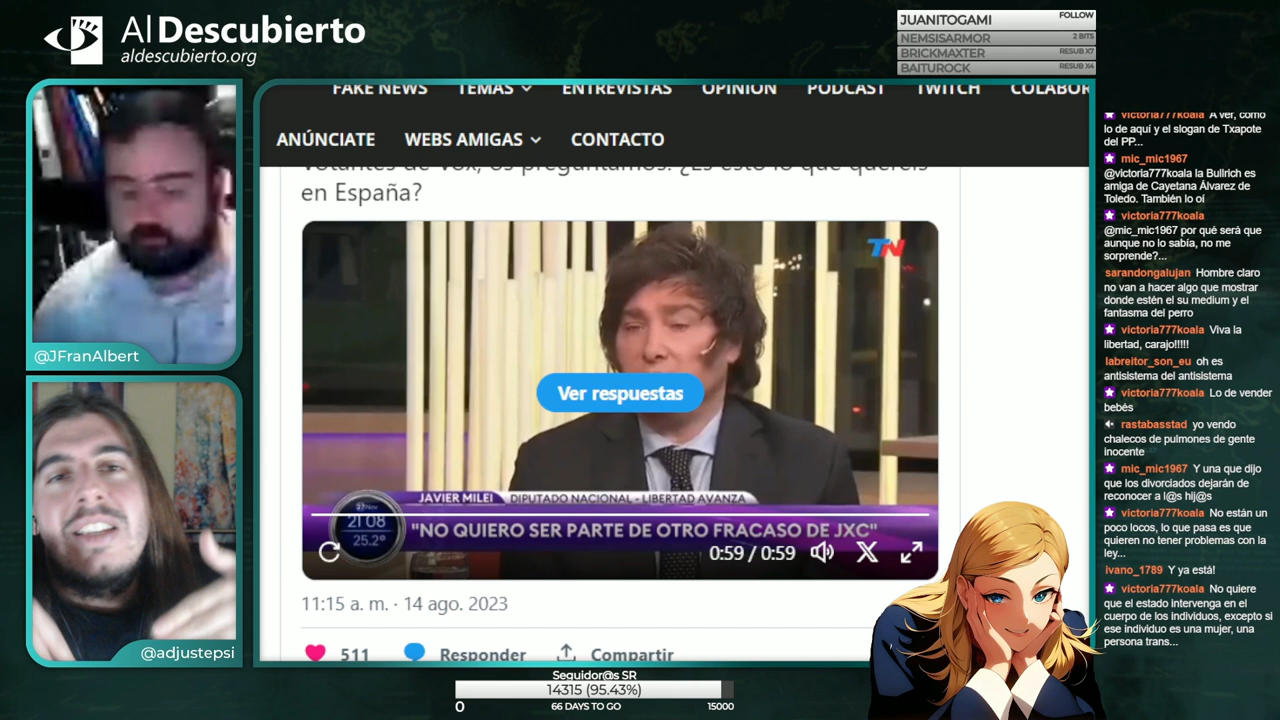 Al Descubierto
aldescubierto.org
JUANITOGAMI FOLLOW
NEMSISARMOR 2 BITS
BRICKMAXTER RESUB X7
BAITUROCK RESUB X4
FAKE NEWS TEMAS ENTREVISTAS OPINIÓN PODCAST TWITCH COLABOR
ANÚNCIATE WEBS AMIGAS CONTACTO
Votantes de Vox, os preguntamos: ¿Es esto lo que queréis
en España?
TN
Ver respuestas
JAVIER MILEI DIPUTADO NACIONAL - LIBERTAD AVANZA
21 08
25.2°
"NO QUIERO SER PARTE DE OTRO FRACASO DE JXC"
0:59 / 0:59
11:15 a. m. · 14 ago. 2023
511 Responder Compartir
@JFranAlbert
@adjustepsi
Seguidor@s SR
14315 (95.43%)
0 66 DAYS TO GO 15000
victoria777koala A ver, como
lo de aquí y el slogan de Txapote
del PP...
mic_mic1967
@victoria777koala la Bullrich es
amiga de Cayetana Álvarez de
Toledo. También lo oí
victoria777koala
@mic_mic1967 por qué será que
aunque no lo sabía, no me
sorprende?...
sarandongalujan Hombre claro
no van a hacer algo que mostrar
donde estén el su medium y el
fantasma del perro
victoria777koala Viva la
libertad, carajo!!!!!
labreitor_son_eu oh es
antisistema del antisistema
victoria777koala Lo de vender
bebés
rastabasstad yo vendo
chalecos de pulmones de gente
inocente
mic_mic1967 Y una que dijo
que los divorciados dejarán de
reconocer a l@s hij@s
victoria777koala No están un
poco locos, lo que pasa es que
quieren no tener problemas con la
ley...
ivano_1789 Y ya está!
victoria777koala No quiere
que el estado intervenga en el
cuerpo de los individuos, excepto si
ese individuo es una mujer, una
persona trans...